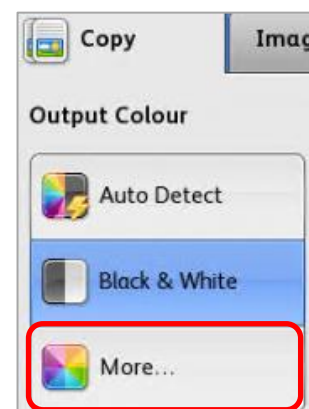 Copy Imag
Output Colour
Auto Detect
Black & White
More...